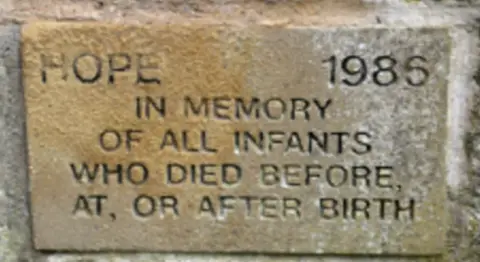 HOPE 1986
IN MEMORY
OF ALL INFANTS
WHO DIED BEFORE,
AT, OR AFTER BIRTH